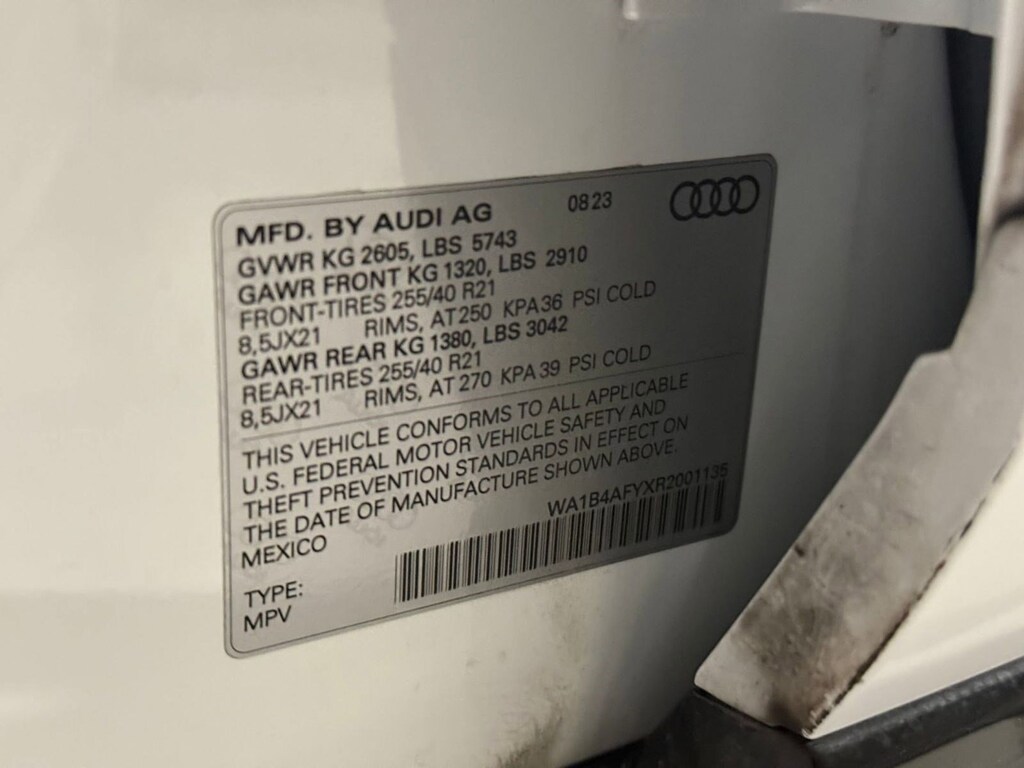 MFD. BY AUDI AG 0823
GVWR KG 2605, LBS 5743
GAWR FRONT KG 1320, LBS 2910
FRONT-TIRES 255/40 R21
8,5JX21 RIMS, AT 250 KPA 36 PSI COLD
GAWR REAR KG 1380, LBS 3042
REAR-TIRES 255/40 R21
8,5JX21 RIMS, AT 270 KPA 39 PSI COLD
THIS VEHICLE CONFORMS TO ALL APPLICABLE
U.S. FEDERAL MOTOR VEHICLE SAFETY AND
THEFT PREVENTION STANDARDS IN EFFECT ON
THE DATE OF MANUFACTURE SHOWN ABOVE.
MEXICO WA1B4AFYXR2001135
TYPE:
MPV